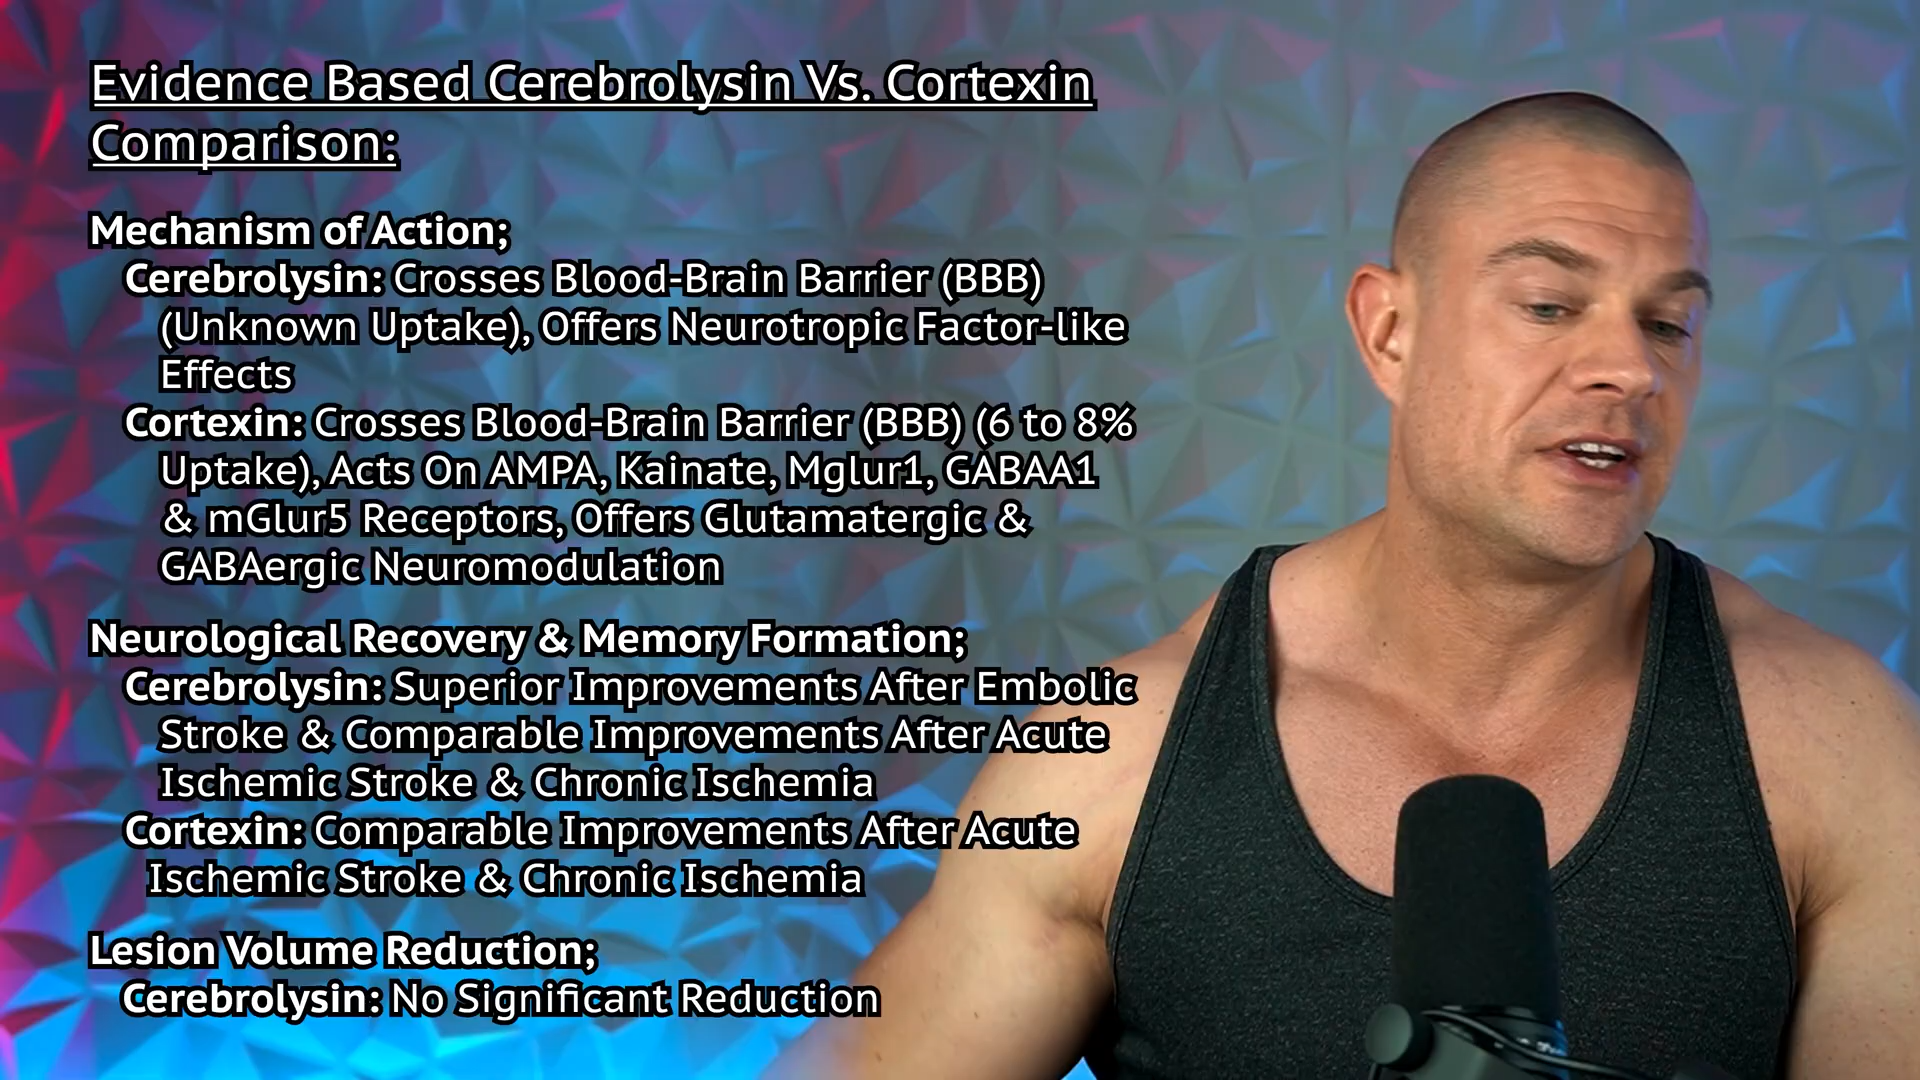 Evidence Based Cerebrolysin Vs. Cortexin
Comparison:
Mechanism of Action;
Cerebrolysin: Crosses Blood-Brain Barrier (BBB)
(Unknown Uptake), Offers Neurotropic Factor-like
Effects
Cortexin: Crosses Blood-Brain Barrier (BBB) (6 to 8%
Uptake), Acts On AMPA, Kainate, Mglur1, GABAA1
& mGlur5 Receptors, Offers Glutamatergic &
GABAergic Neuromodulation
Neurological Recovery & Memory Formation;
Cerebrolysin: Superior Improvements After Embolic
Stroke & Comparable Improvements After Acute
Ischemic Stroke & Chronic Ischemia
Cortexin: Comparable Improvements After Acute
Ischemic Stroke & Chronic Ischemia
Lesion Volume Reduction;
Cerebrolysin: No Significant Reduction